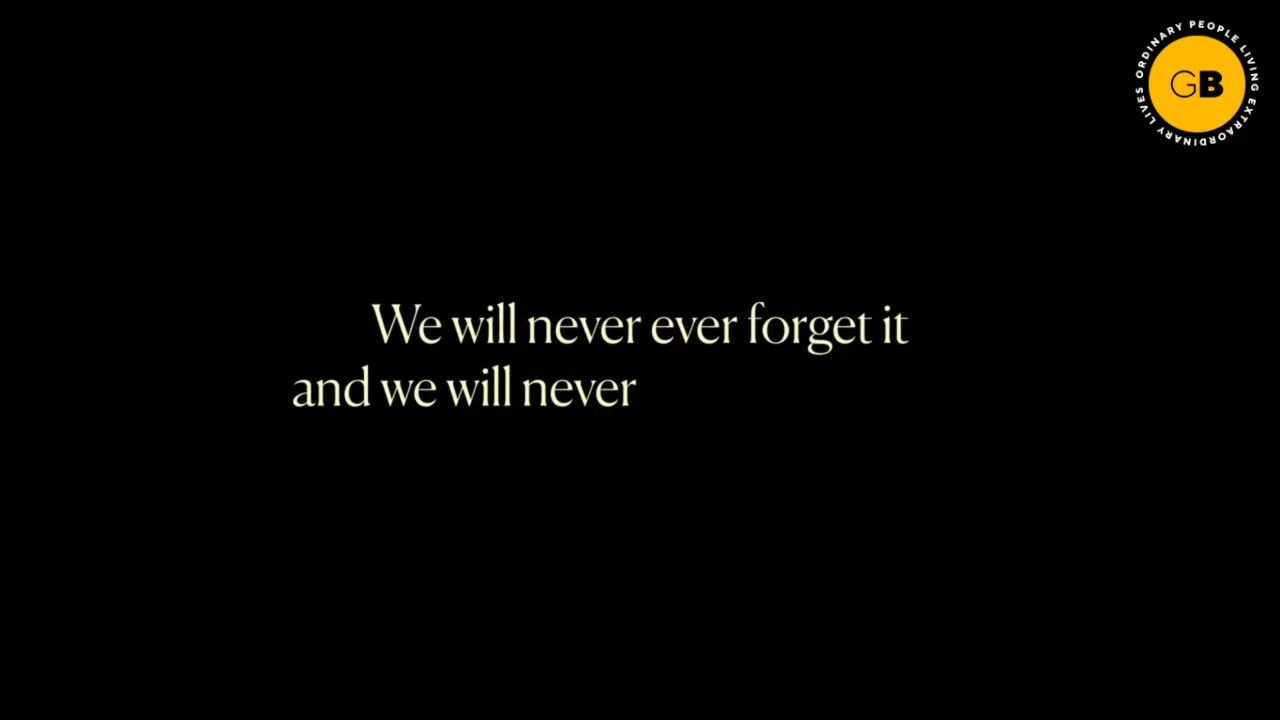 ORDINARY PEOPLE LIVING EXTRAORDINARY LIVES
GB
We will never ever forget it
and we will never